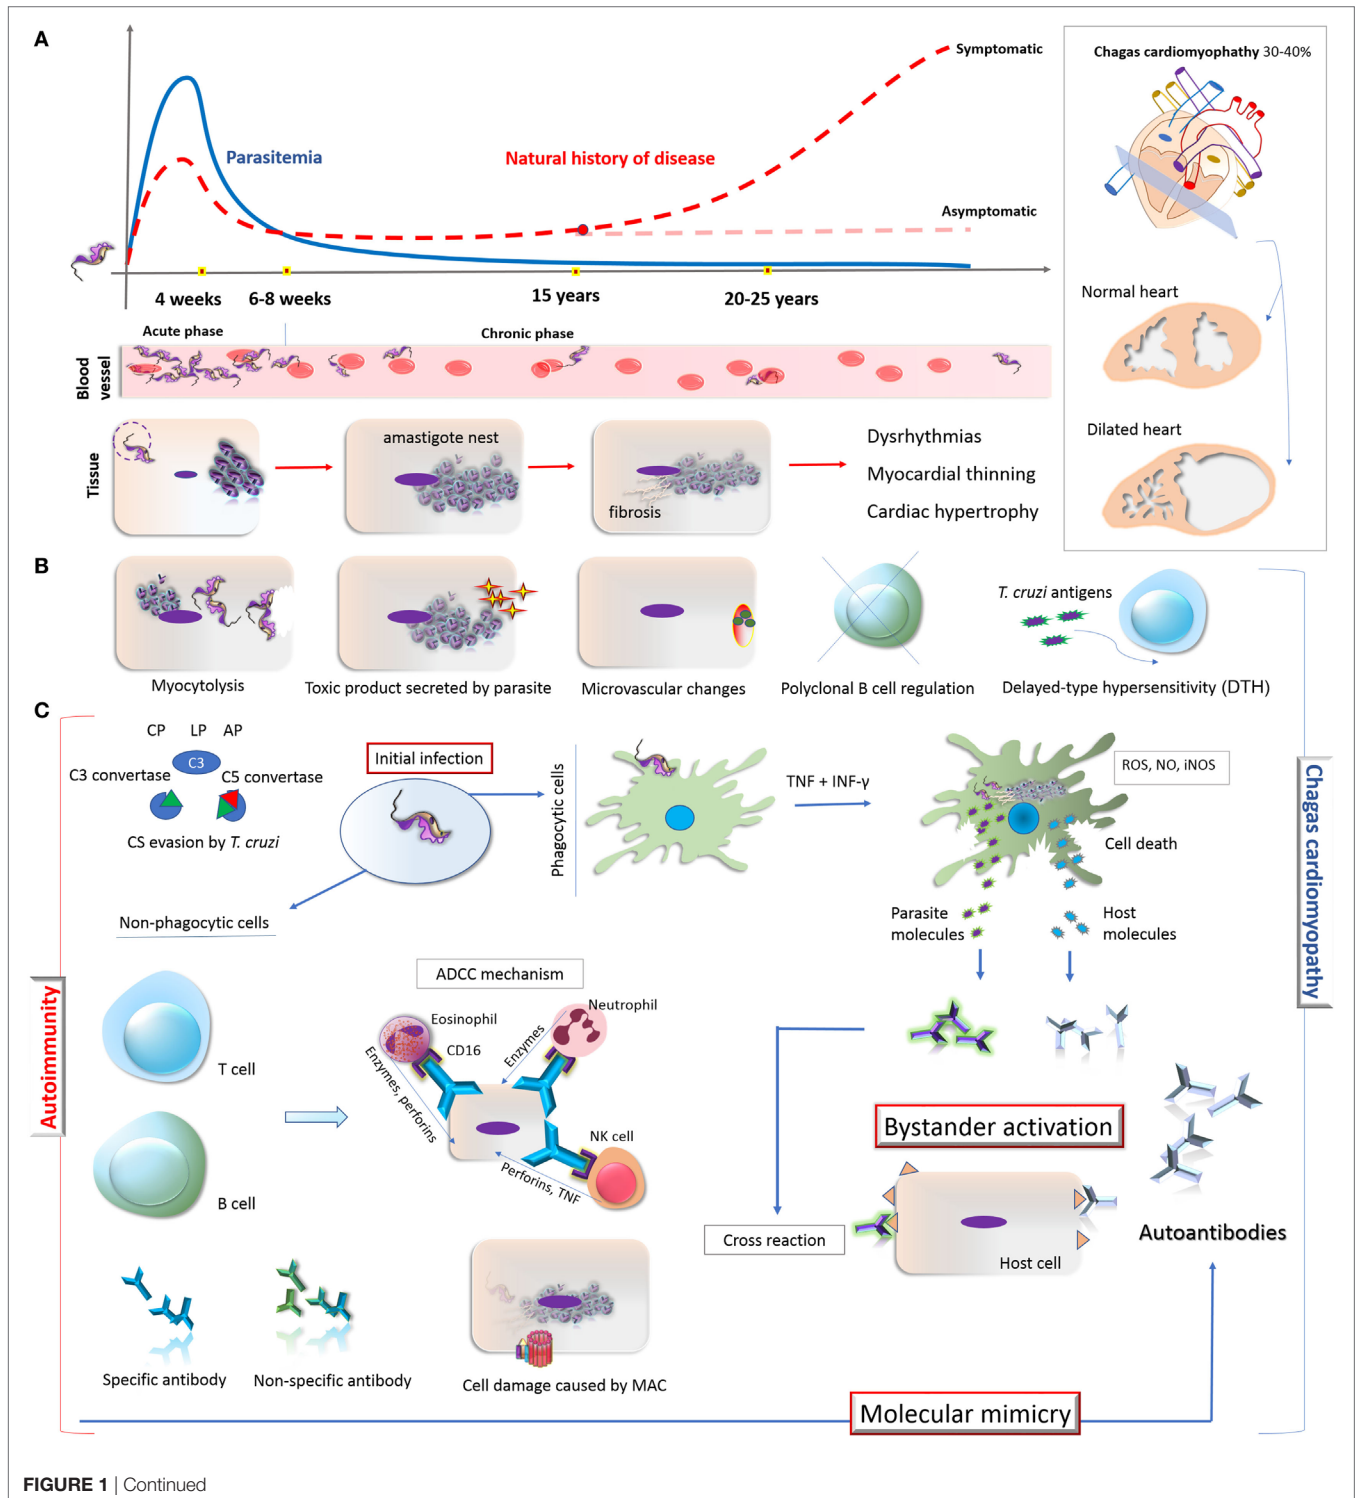 A
Parasitemia
Natural history of disease
Symptomatic
Asymptomatic
4 weeks
6-8 weeks
15 years
20-25 years
Acute phase
Chronic phase
Blood
vessel
Tissue
amastigote nest
fibrosis
Dysrhythmias
Myocardial thinning
Cardiac hypertrophy
Chagas cardiomyophathy 30-40%
Normal heart
Dilated heart
B
Myocytolysis
Toxic product secreted by parasite
Microvascular changes
Polyclonal B cell regulation
T. cruzi antigens
Delayed-type hypersensitivity (DTH)
C
CP LP AP
C3
C3 convertase
C5 convertase
CS evasion by T. cruzi
Initial infection
Phagocytic cells
TNF + INF-γ
ROS, NO, iNOS
Cell death
Parasite
molecules
Host
molecules
Non-phagocytic cells
T cell
B cell
ADCC mechanism
Eosinophil
CD16
Neutrophil
Enzymes
Enzymes, perforins
NK cell
Perforins, TNF
Bystander activation
Cross reaction
Host cell
Autoantibodies
Specific antibody
Non-specific antibody
Cell damage caused by MAC
Molecular mimicry
Autoimmunity
Chagas cardiomyopathy
FIGURE 1 | Continued